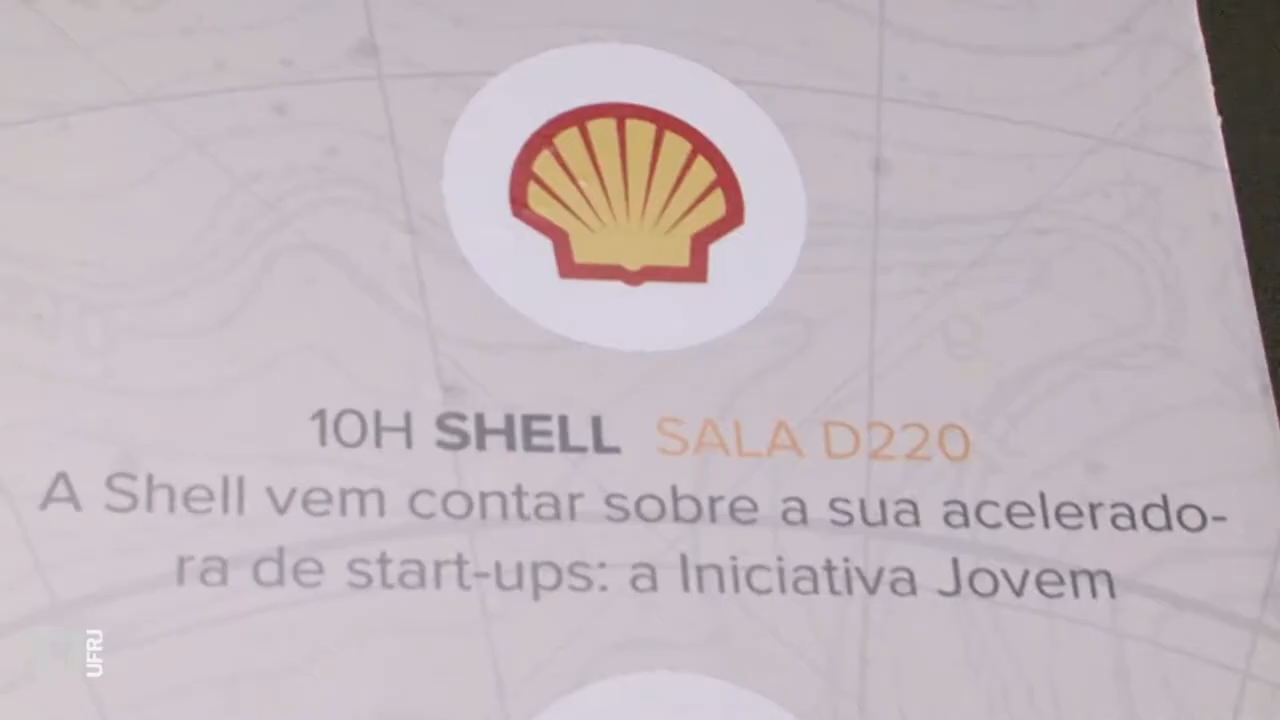 10H SHELL SALA D220
A Shell vem contar sobre a sua acelerado-
ra de start-ups: a Iniciativa Jovem
UFRJ